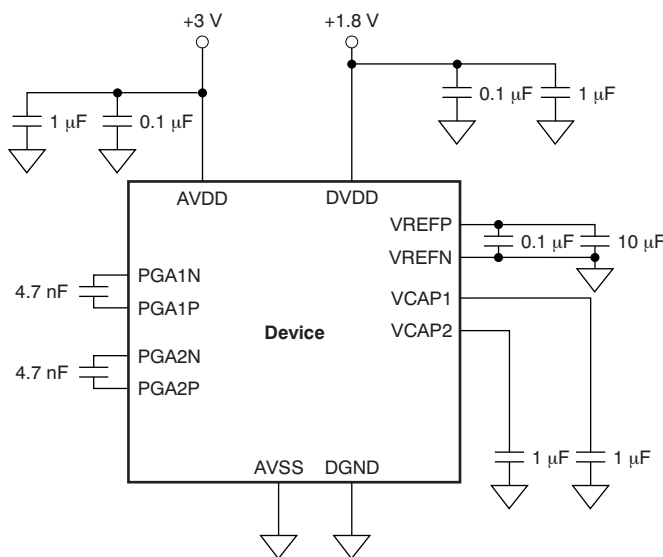 +3 V
+1.8 V
1 μF
0.1 μF
0.1 μF
1 μF
AVDD
DVDD
VREFP
VREFN
0.1 μF
10 μF
PGA1N
PGA1P
4.7 nF
VCAP1
VCAP2
Device
PGA2N
PGA2P
4.7 nF
1 μF
1 μF
AVSS
DGND